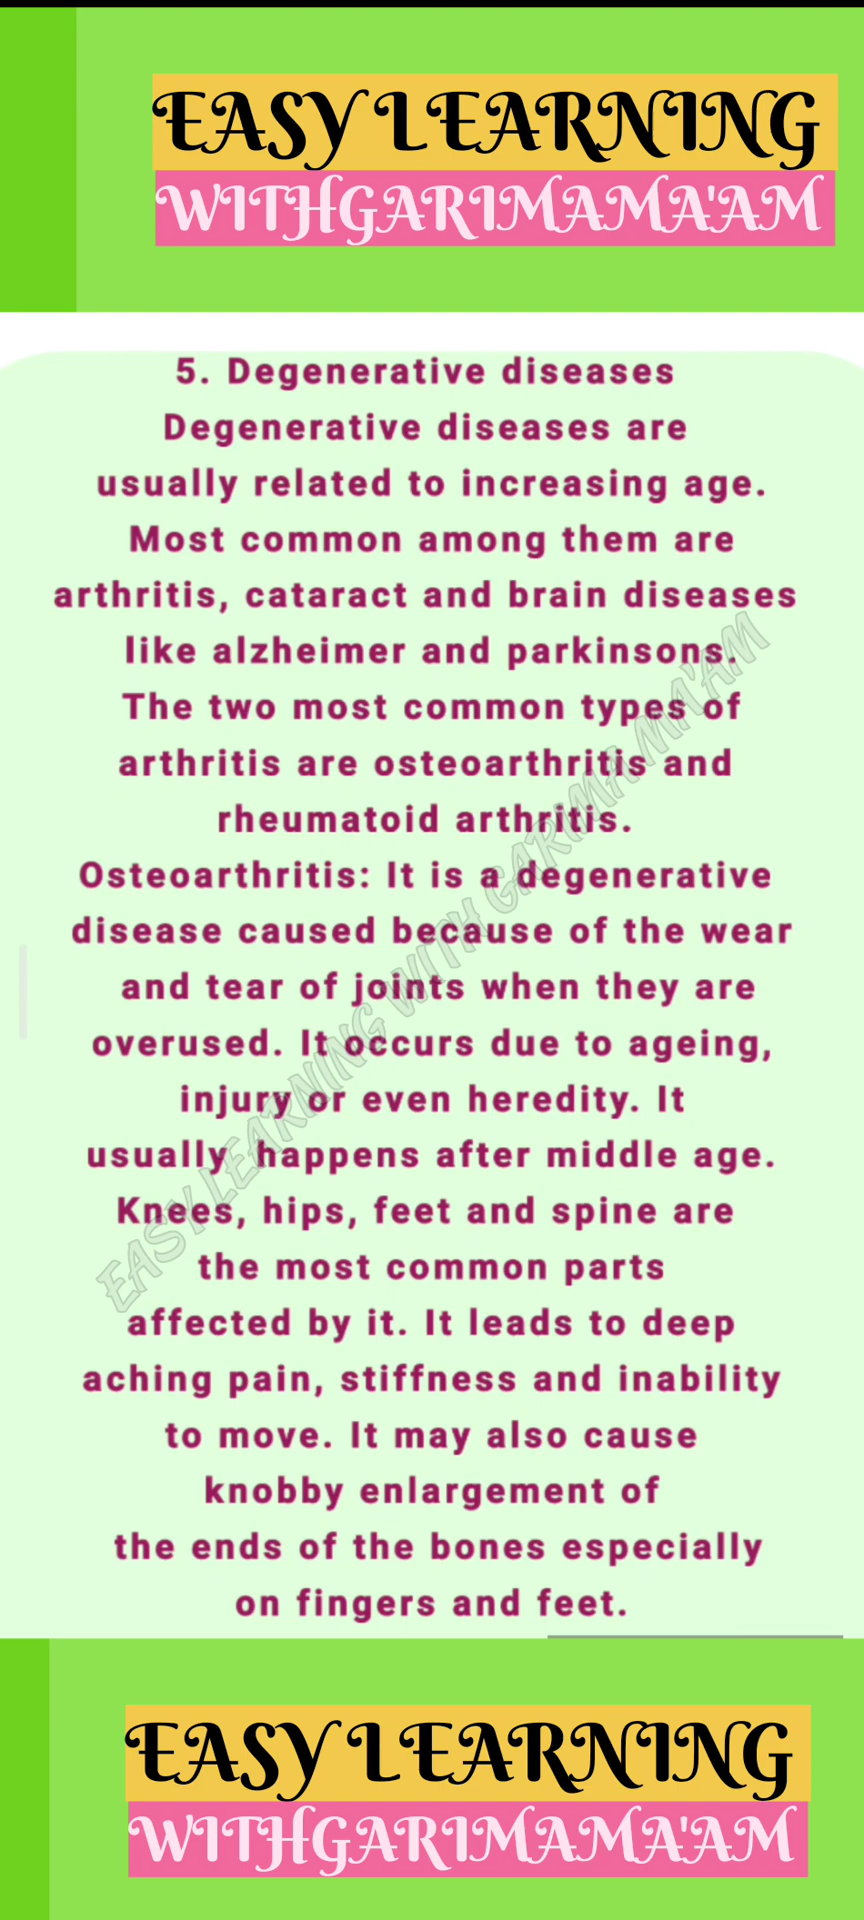 EASY LEARNING
WITHGARIMAMA'AM
5. Degenerative diseases
Degenerative diseases are
usually related to increasing age.
Most common among them are
arthritis, cataract and brain diseases
like alzheimer and parkinsons.
The two most common types of
arthritis are osteoarthritis and
rheumatoid arthritis.
Osteoarthritis: It is a degenerative
disease caused because of the wear
and tear of joints when they are
overused. It occurs due to ageing,
injury or even heredity. It
usually happens after middle age.
Knees, hips, feet and spine are
the most common parts
affected by it. It leads to deep
aching pain, stiffness and inability
to move. It may also cause
knobby enlargement of
the ends of the bones especially
on fingers and feet.
EASY LEARNING WITH GARIMA MA'AM
EASY LEARNING
WITHGARIMAMA'AM